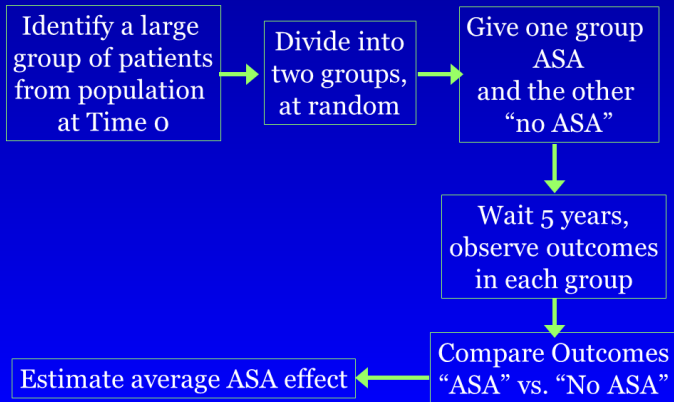 Identify a large
group of patients
from population
at Time 0
Divide into
two groups,
at random
Give one group
ASA
and the other
“no ASA”
Wait 5 years,
observe outcomes
in each group
Compare Outcomes
“ASA” vs. “No ASA”
Estimate average ASA effect